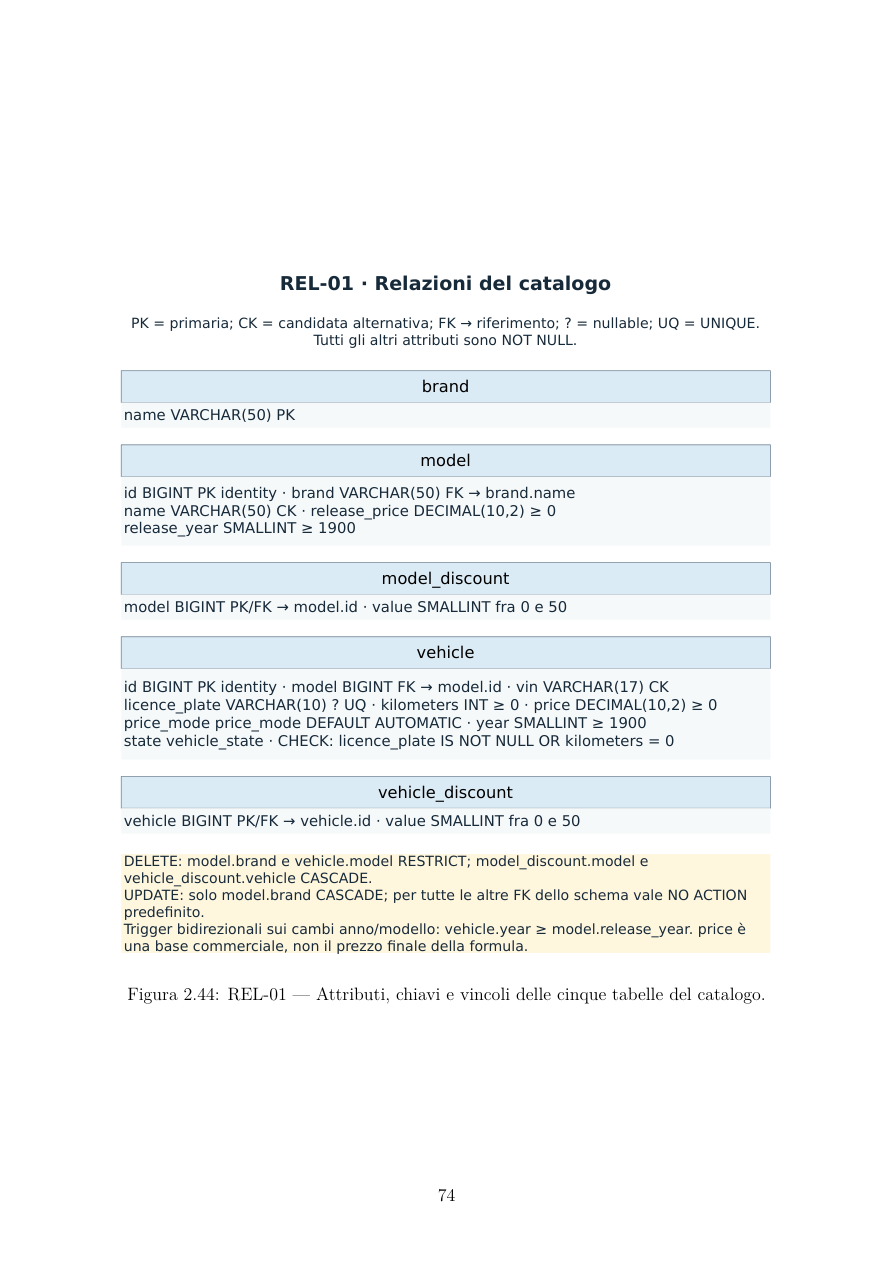 REL-01 · Relazioni del catalogo
PK = primaria; CK = candidata alternativa; FK → riferimento; ? = nullable; UQ = UNIQUE.
Tutti gli altri attributi sono NOT NULL.
brand
name VARCHAR(50) PK
model
id BIGINT PK identity · brand VARCHAR(50) FK → brand.name
name VARCHAR(50) CK · release_price DECIMAL(10,2) ≥ 0
release_year SMALLINT ≥ 1900
model_discount
model BIGINT PK/FK → model.id · value SMALLINT fra 0 e 50
vehicle
id BIGINT PK identity · model BIGINT FK → model.id · vin VARCHAR(17) CK
licence_plate VARCHAR(10) ? UQ · kilometers INT ≥ 0 · price DECIMAL(10,2) ≥ 0
price_mode price_mode DEFAULT AUTOMATIC · year SMALLINT ≥ 1900
state vehicle_state · CHECK: licence_plate IS NOT NULL OR kilometers = 0
vehicle_discount
vehicle BIGINT PK/FK → vehicle.id · value SMALLINT fra 0 e 50
DELETE: model.brand e vehicle.model RESTRICT; model_discount.model e
vehicle_discount.vehicle CASCADE.
UPDATE: solo model.brand CASCADE; per tutte le altre FK dello schema vale NO ACTION
predefinito.
Trigger bidirezionali sui cambi anno/modello: vehicle.year ≥ model.release_year. price è
una base commerciale, non il prezzo finale della formula.
Figura 2.44: REL-01 — Attributi, chiavi e vincoli delle cinque tabelle del catalogo.
74